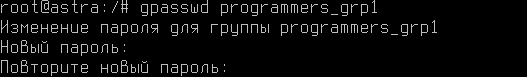 root@astra:/# gpasswd programmers_grp1
Изменение пароля для группы programmers_grp1
Новый пароль:
Повторите новый пароль: